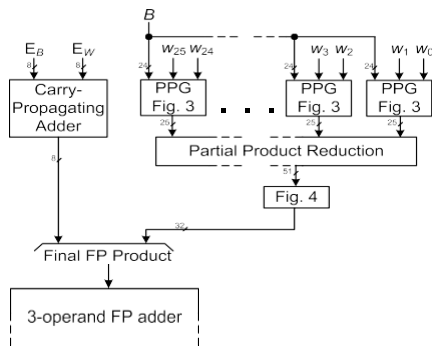 B
E_B E_W w_25 w_24 w_3 w_2 w_1 w_0
8 8 24 24 24
Carry-
Propagating
Adder
PPG
Fig. 3
PPG
Fig. 3
PPG
Fig. 3
25 25 25
Partial Product Reduction
8 51
Fig. 4
32
Final FP Product
3-operand FP adder